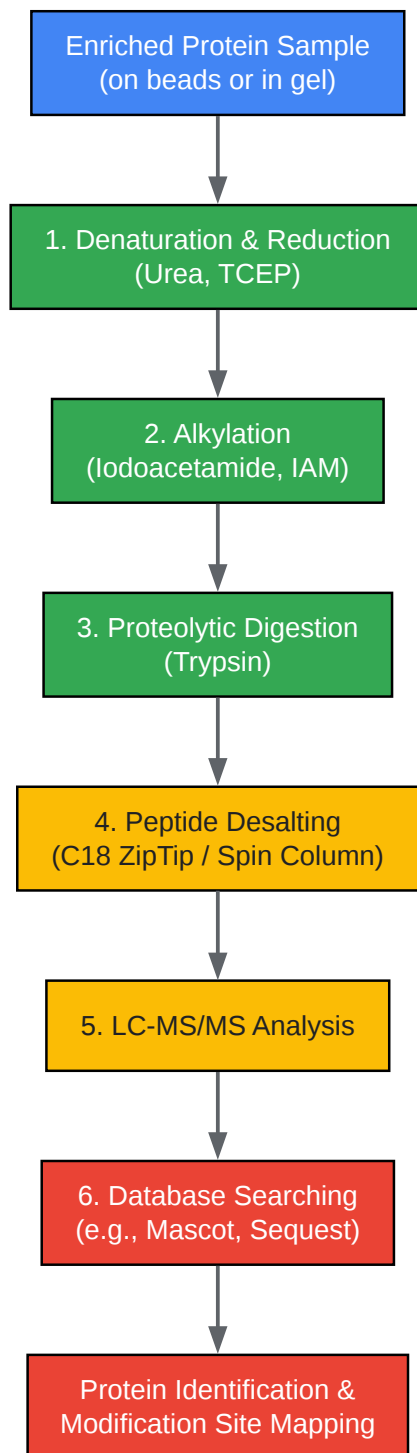 Enriched Protein Sample
(on beads or in gel)
1. Denaturation & Reduction
(Urea, TCEP)
2. Alkylation
(Iodoacetamide, IAM)
3. Proteolytic Digestion
(Trypsin)
4. Peptide Desalting
(C18 ZipTip / Spin Column)
5. LC-MS/MS Analysis
6. Database Searching
(e.g., Mascot, Sequest)
Protein Identification &
Modification Site Mapping